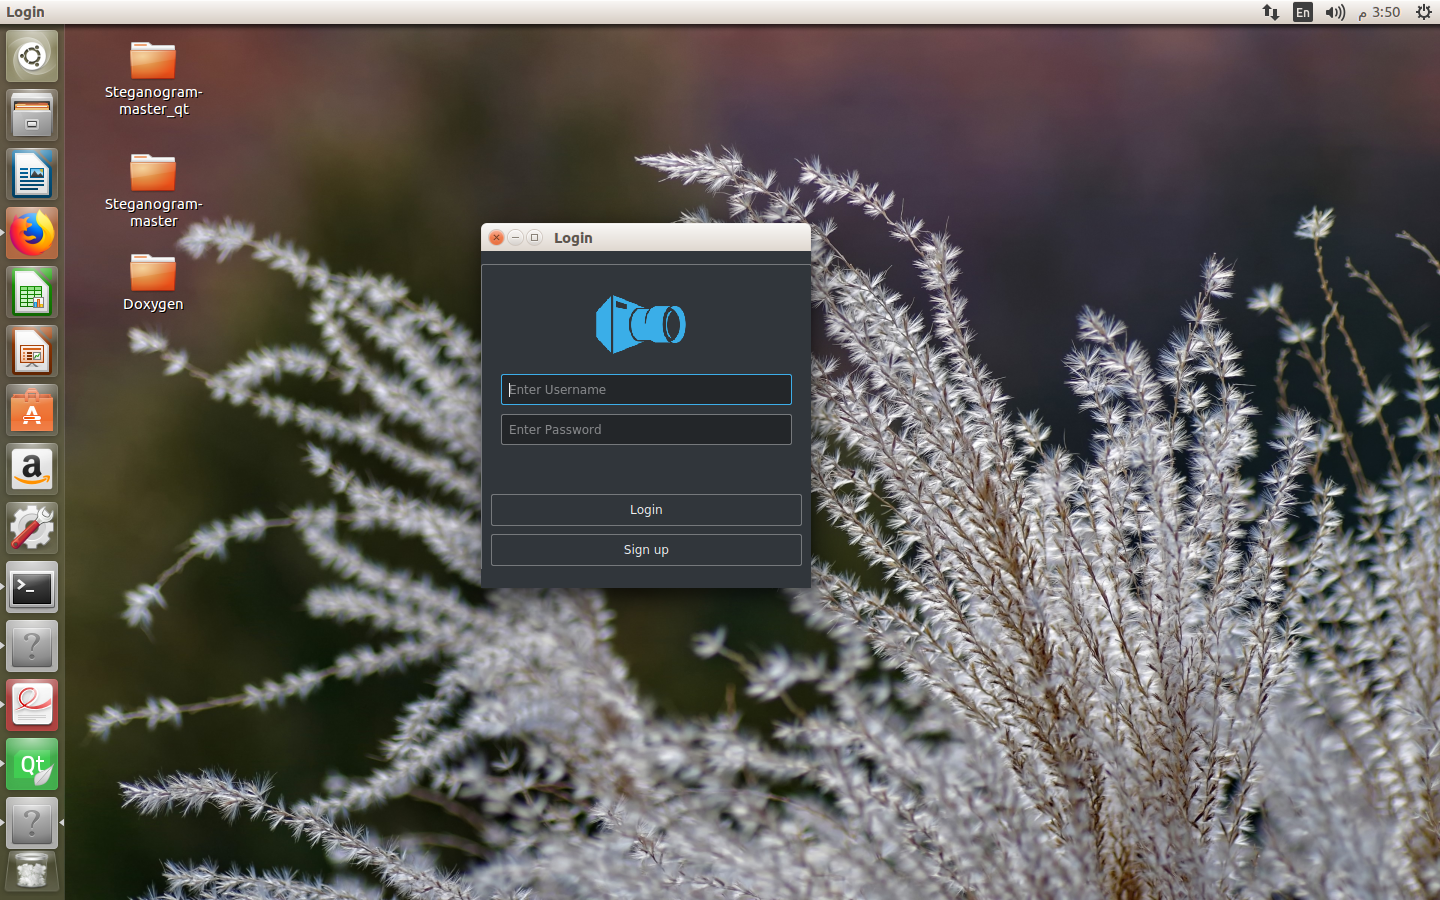 Login
En
م 3:50
Steganogram-
master_qt
Steganogram-
master
Doxygen
Login
Enter Username
Enter Password
Login
Sign up
A
a
>_
?
Qt
?